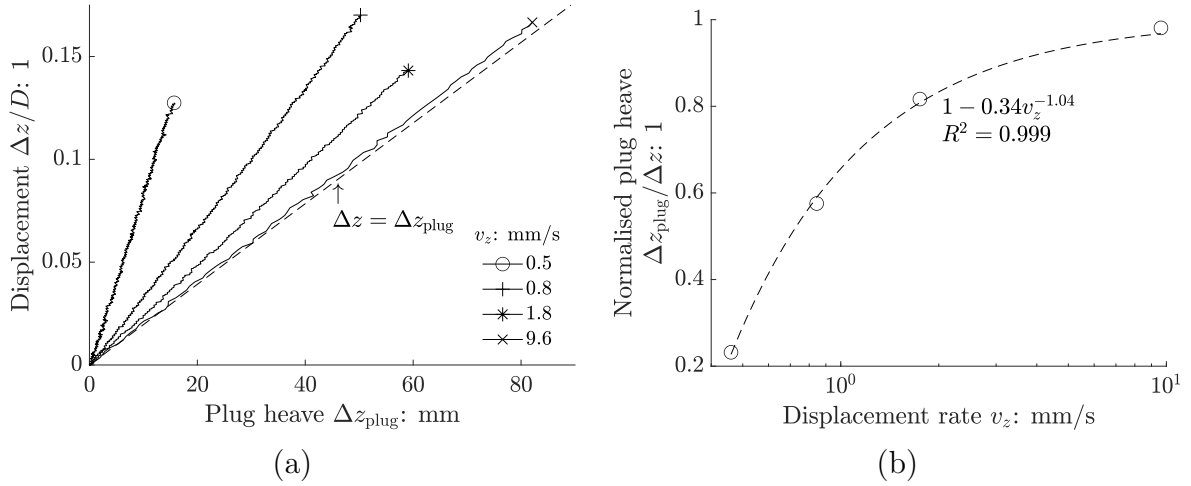 Displacement Δz/D: 1
0.15
0.1
0.05
0
0 20 40 60 80
Plug heave Δz_plug: mm
↑
Δz = Δz_plug
v_z: mm/s
0.5
0.8
1.8
9.6
(a)
Normalised plug heave
Δz_plug/Δz: 1
1
0.8
0.6
0.4
0.2
10^0 10^1
Displacement rate v_z: mm/s
1 − 0.34v_z^−1.04
R^2 = 0.999
(b)